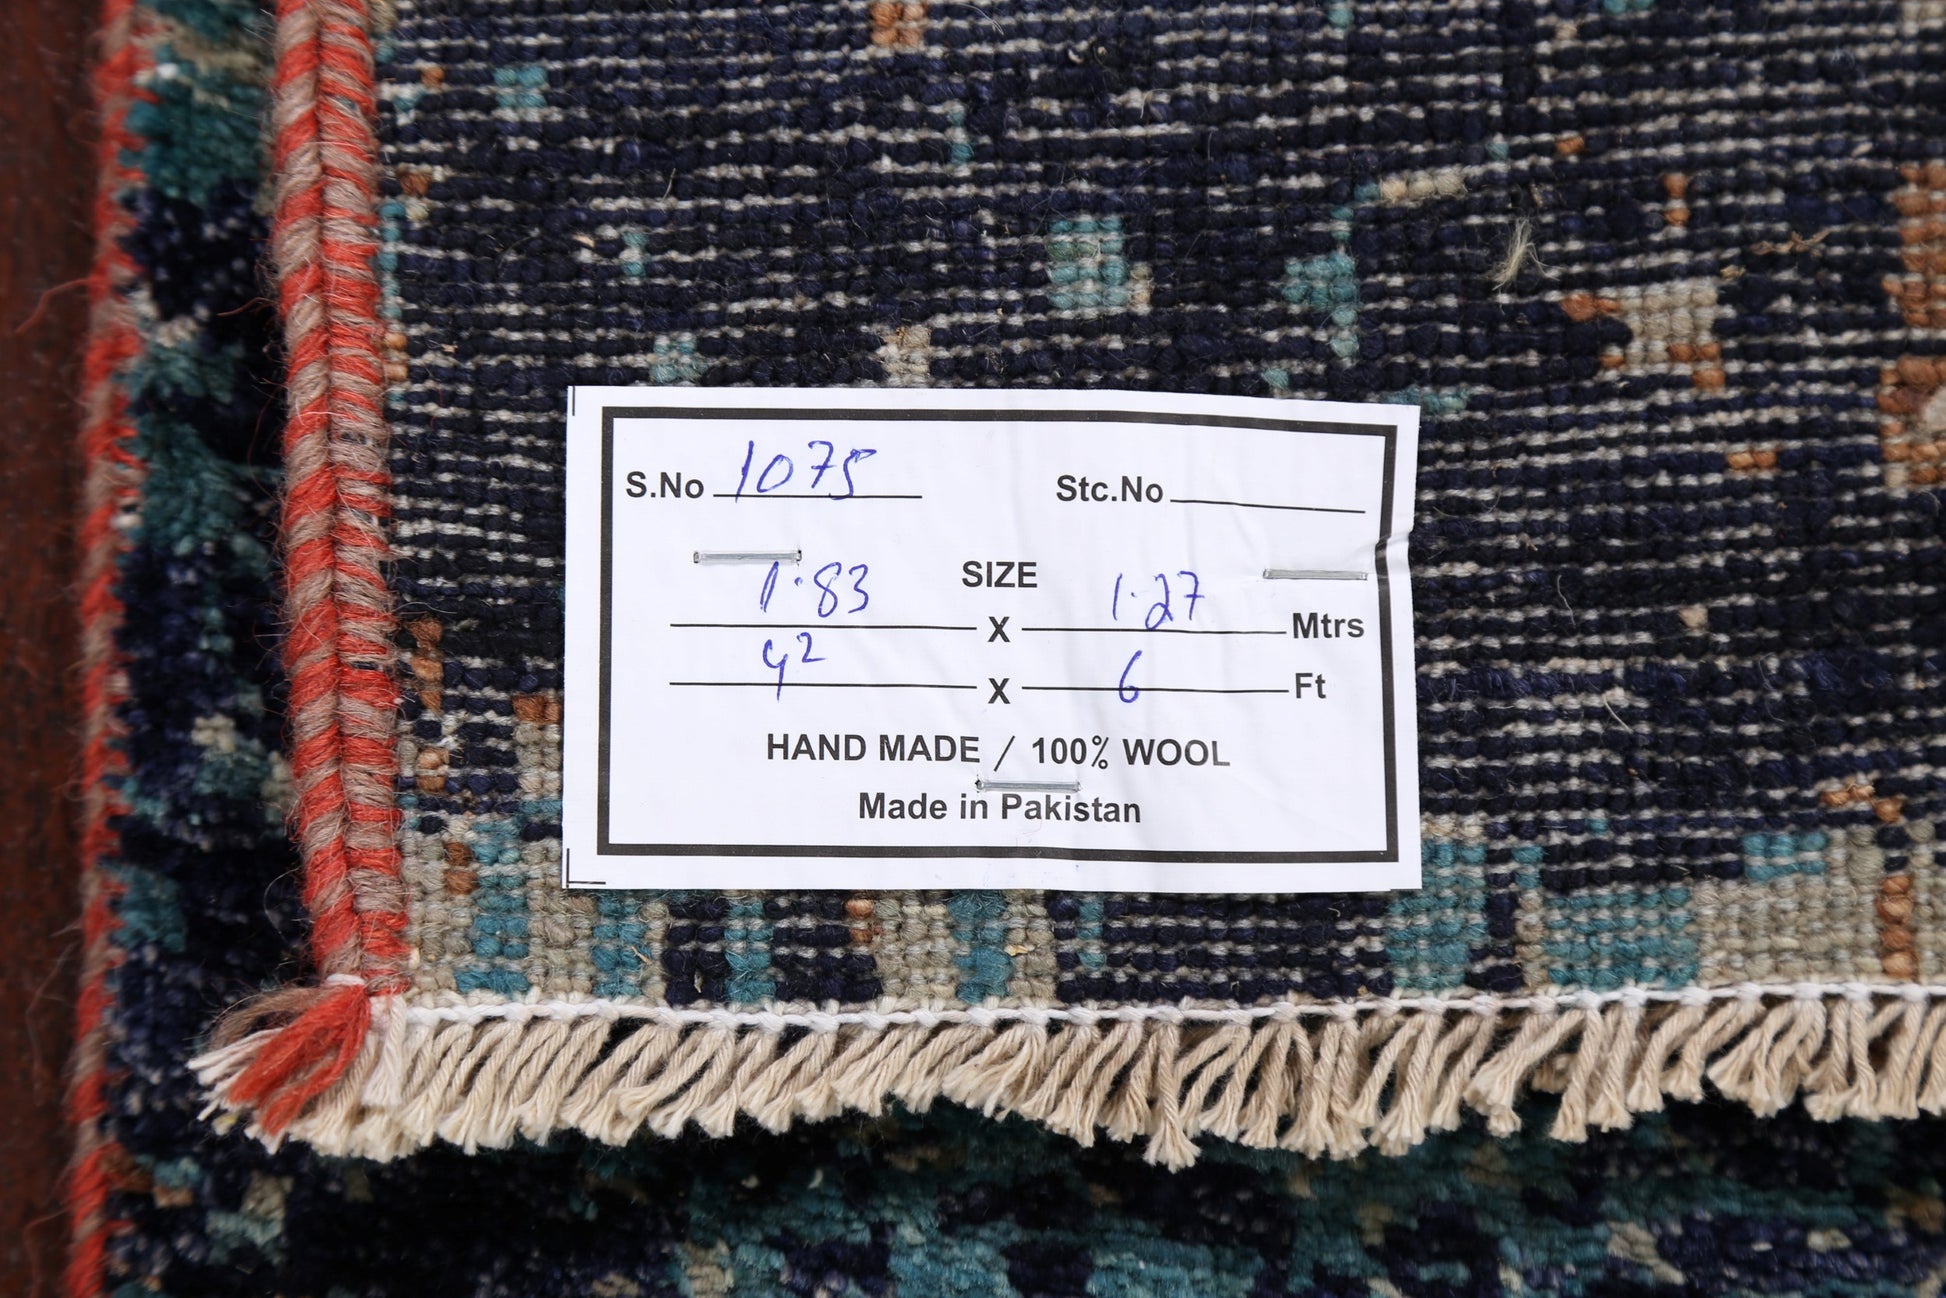 S.No 1075 Stc.No
SIZE
1.83 X 1.27 Mtrs
4² X 6 Ft
HAND MADE / 100% WOOL
Made in Pakistan